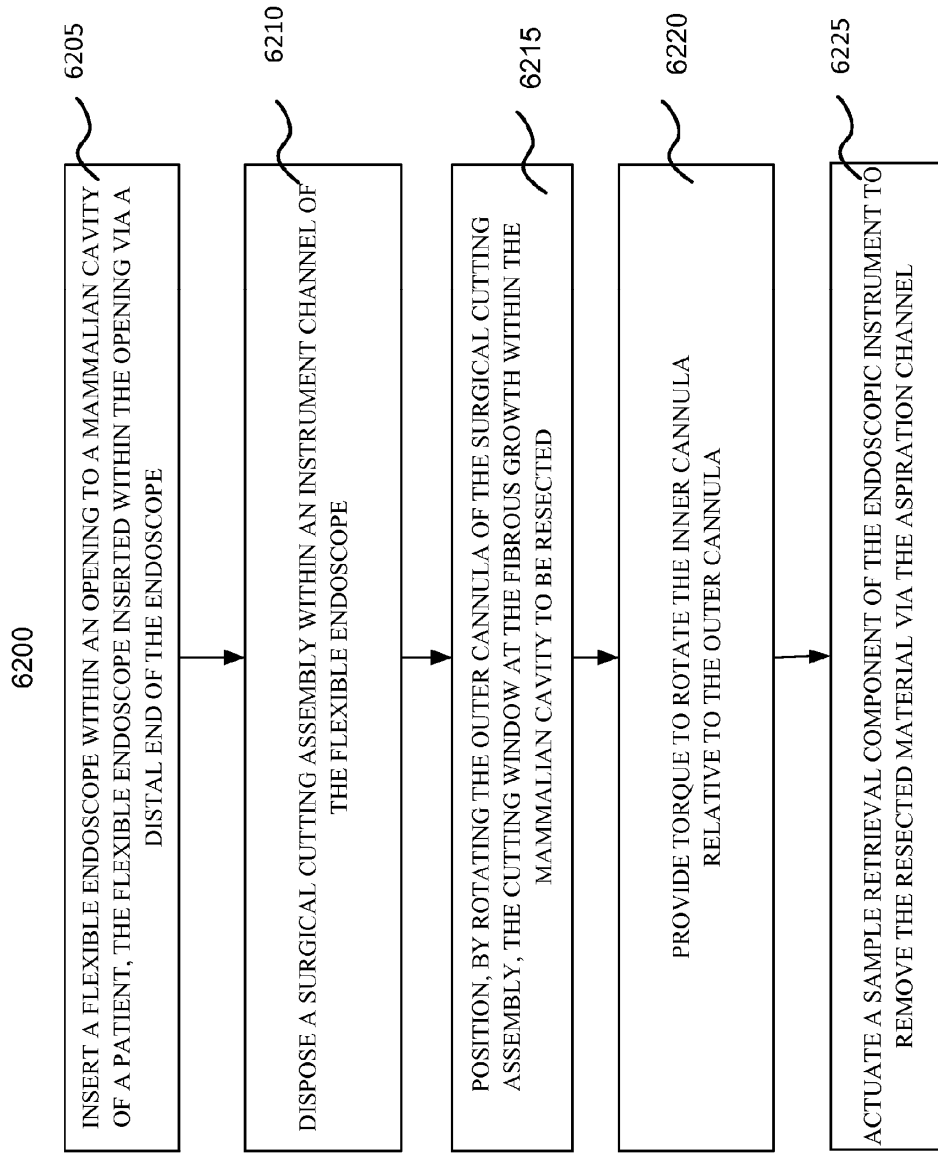 6200
INSERT A FLEXIBLE ENDOSCOPE WITHIN AN OPENING TO A MAMMALIAN CAVITY
OF A PATIENT, THE FLEXIBLE ENDOSCOPE INSERTED WITHIN THE OPENING VIA A
DISTAL END OF THE ENDOSCOPE
6205
DISPOSE A SURGICAL CUTTING ASSEMBLY WITHIN AN INSTRUMENT CHANNEL OF
THE FLEXIBLE ENDOSCOPE
6210
POSITION, BY ROTATING THE OUTER CANNULA OF THE SURGICAL CUTTING
ASSEMBLY, THE CUTTING WINDOW AT THE FIBROUS GROWTH WITHIN THE
MAMMALIAN CAVITY TO BE RESECTED
6215
PROVIDE TORQUE TO ROTATE THE INNER CANNULA
RELATIVE TO THE OUTER CANNULA
6220
ACTUATE A SAMPLE RETRIEVAL COMPONENT OF THE ENDOSCOPIC INSTRUMENT TO
REMOVE THE RESECTED MATERIAL VIA THE ASPIRATION CHANNEL
6225